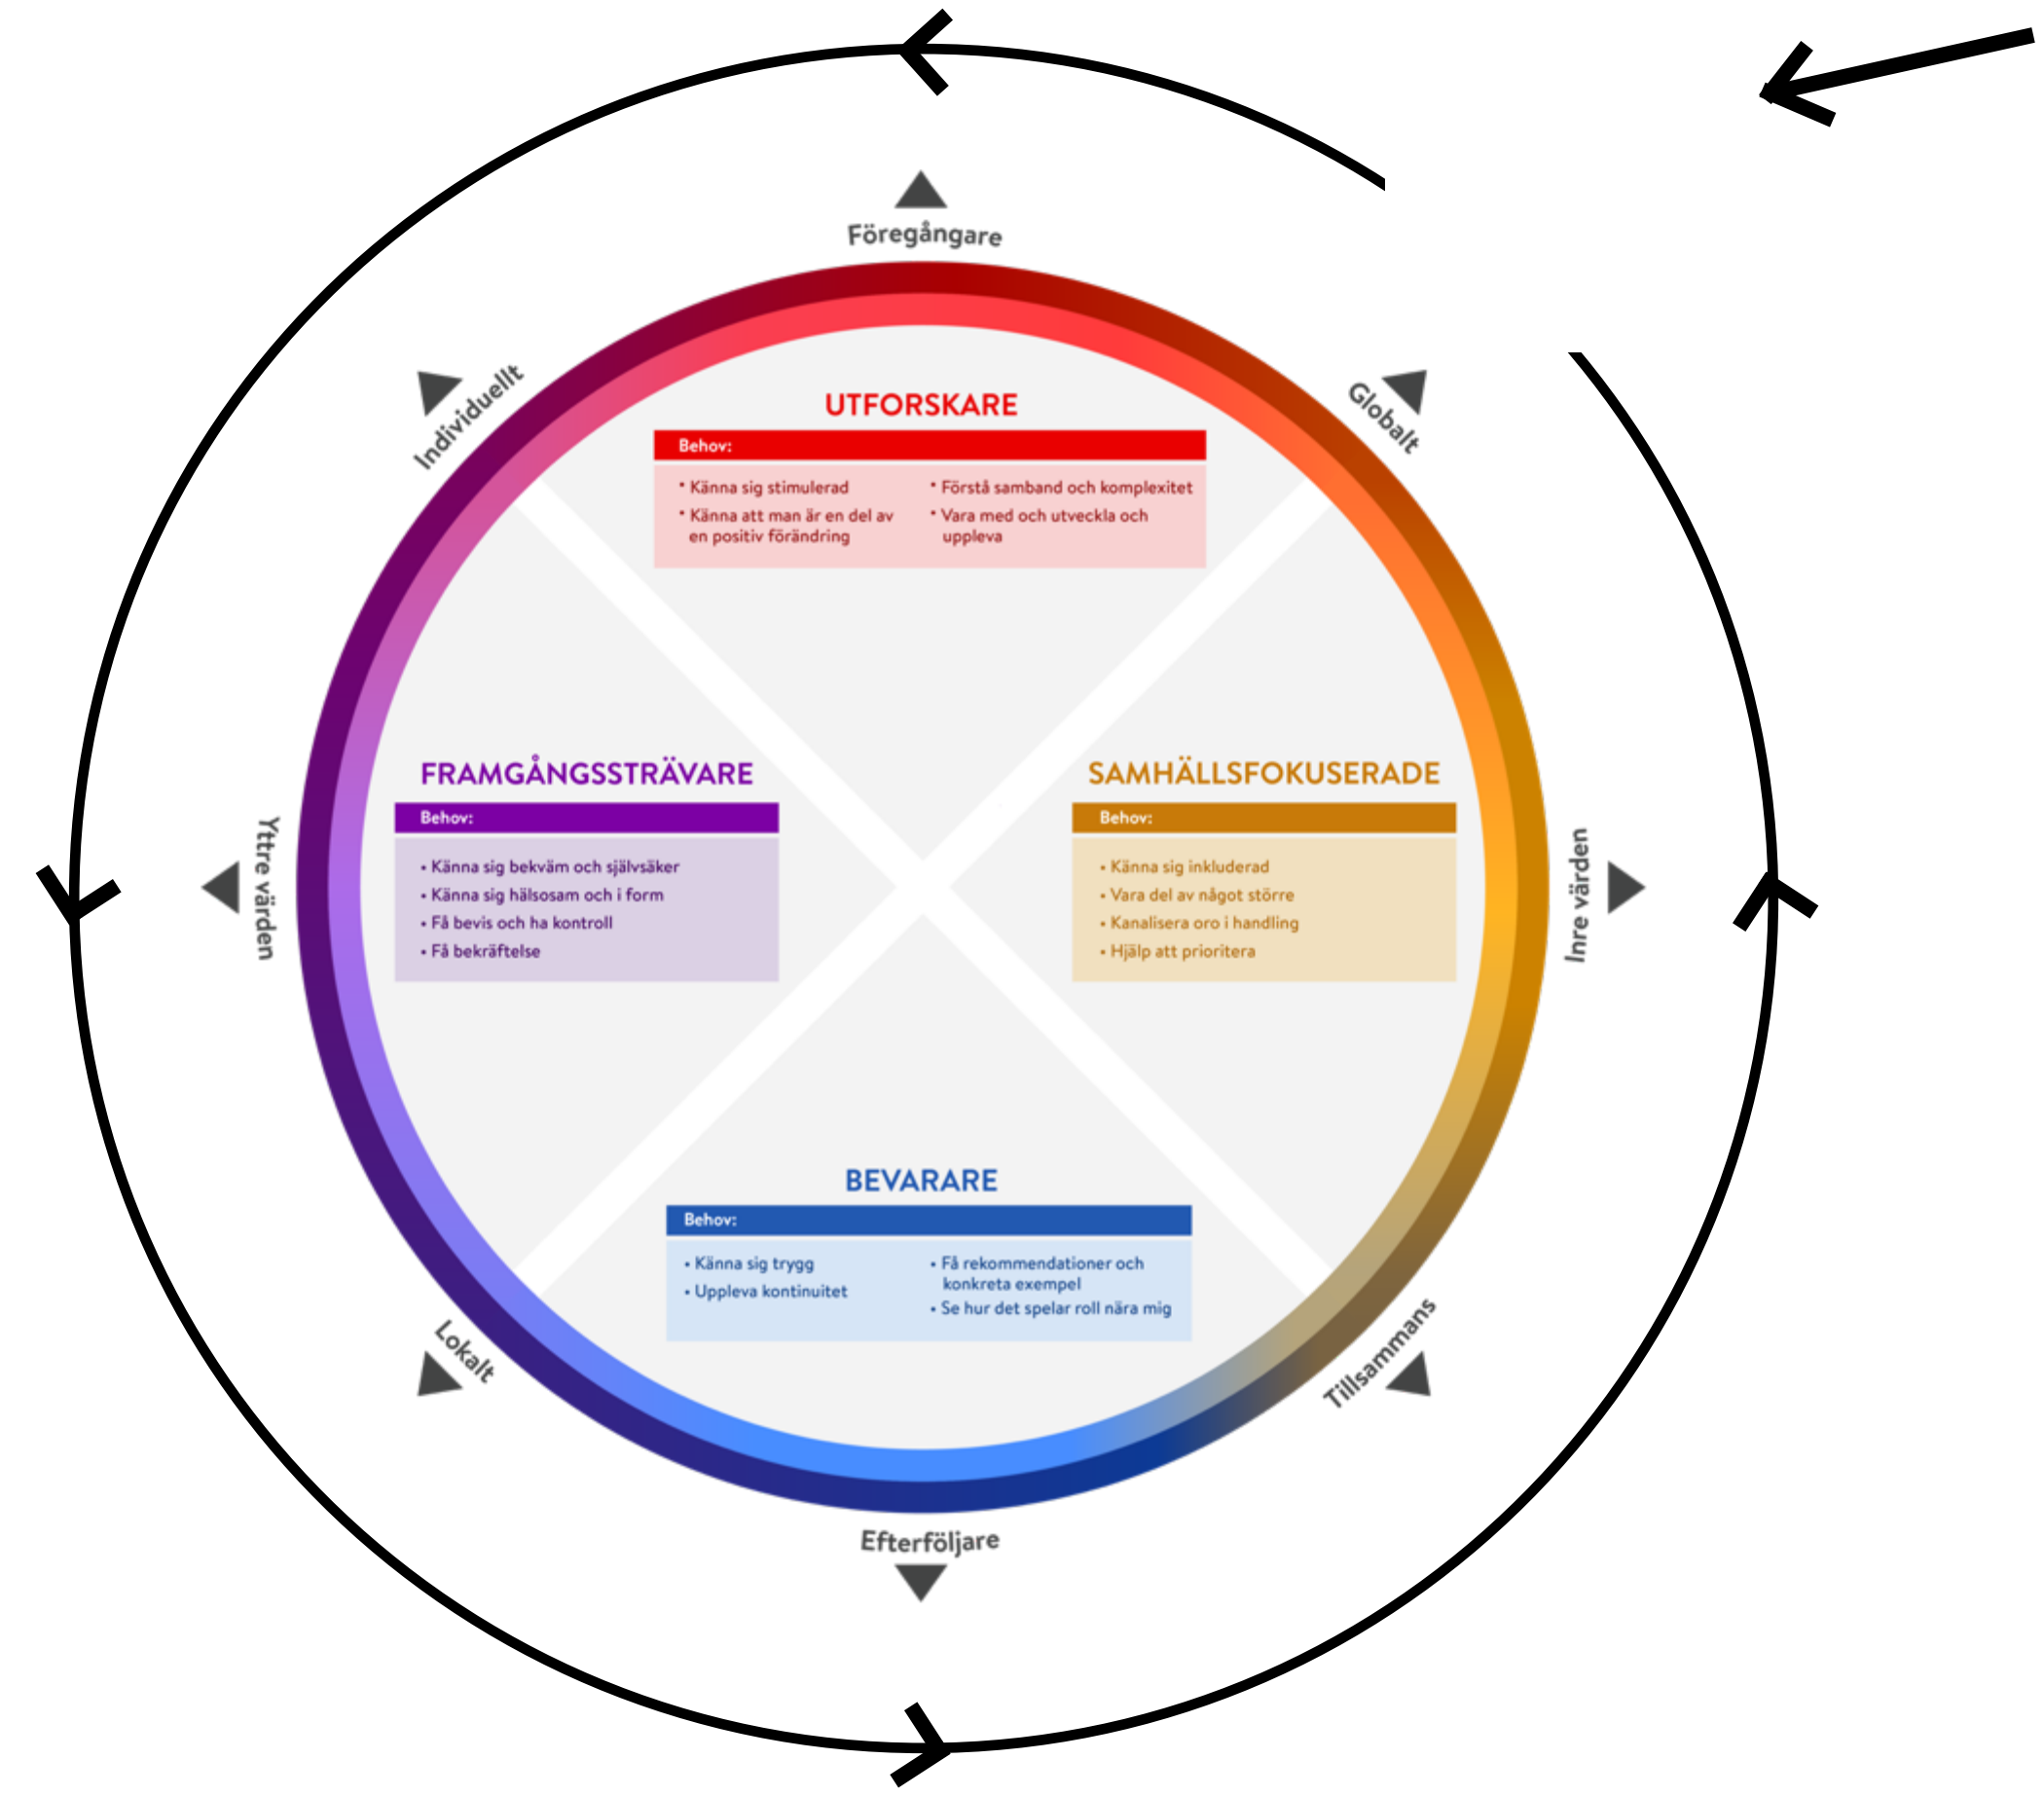 Föregångare
Individuellt
Globalt
UTFORSKARE
Behov:
• Känna sig stimulerad
• Känna att man är en del av
en positiv förändring
• Förstå samband och komplexitet
• Vara med och utveckla och
uppleva
FRAMGÅNGSSTRÄVARE
Behov:
• Känna sig bekväm och självsäker
• Känna sig hälsosam och i form
• Få bevis och ha kontroll
• Få bekräftelse
SAMHÄLLSFOKUSERADE
Behov:
• Känna sig inkluderad
• Vara del av något större
• Kanalisera oro i handling
• Hjälp att prioritera
Yttre värden
Inre värden
BEVARARE
Behov:
• Känna sig trygg
• Uppleva kontinuitet
• Få rekommendationer och
konkreta exempel
• Se hur det spelar roll nära mig
Lokalt
Tillsammans
Efterföljare